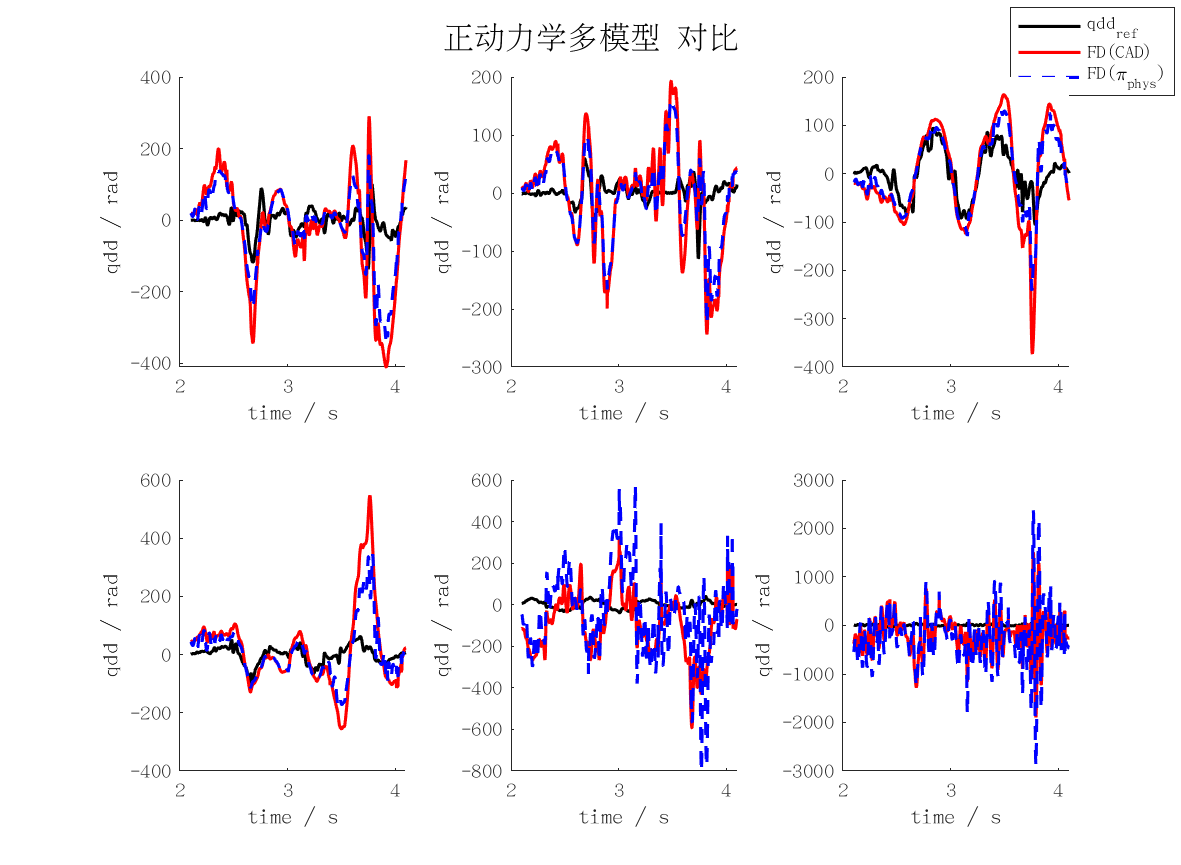 正动力学多模型 对比
qdd_ref
FD(CAD)
FD(π_phys)
400
200
0
-200
-400
qdd / rad
2 3 4
time / s
200
100
0
-100
-200
-300
qdd / rad
2 3 4
time / s
200
100
0
-100
-200
-300
-400
qdd / rad
2 3 4
time / s
600
400
200
0
-200
-400
qdd / rad
2 3 4
time / s
600
400
200
0
-200
-400
-600
-800
qdd / rad
2 3 4
time / s
3000
2000
1000
0
-1000
-2000
-3000
qdd / rad
2 3 4
time / s